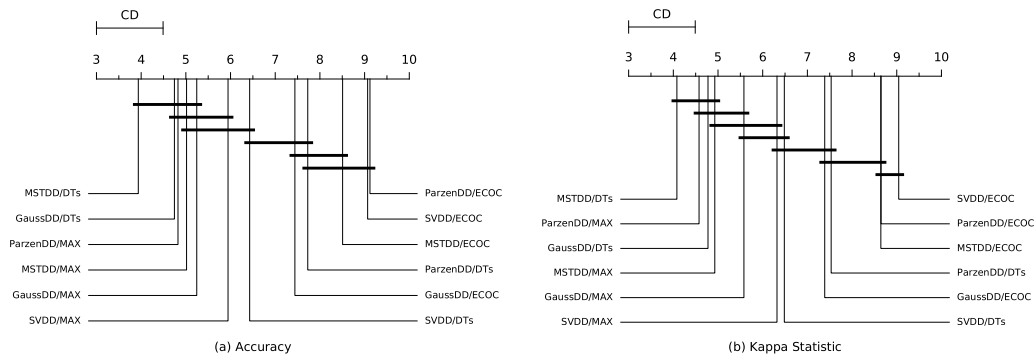 CD
3 4 5 6 7 8 9 10
MSTDD/DTs
GaussDD/DTs
ParzenDD/MAX
MSTDD/MAX
GaussDD/MAX
SVDD/MAX
ParzenDD/ECOC
SVDD/ECOC
MSTDD/ECOC
ParzenDD/DTs
GaussDD/ECOC
SVDD/DTs
(a) Accuracy
CD
3 4 5 6 7 8 9 10
MSTDD/DTs
ParzenDD/MAX
GaussDD/DTs
MSTDD/MAX
GaussDD/MAX
SVDD/MAX
SVDD/ECOC
ParzenDD/ECOC
MSTDD/ECOC
ParzenDD/DTs
GaussDD/ECOC
SVDD/DTs
(b) Kappa Statistic